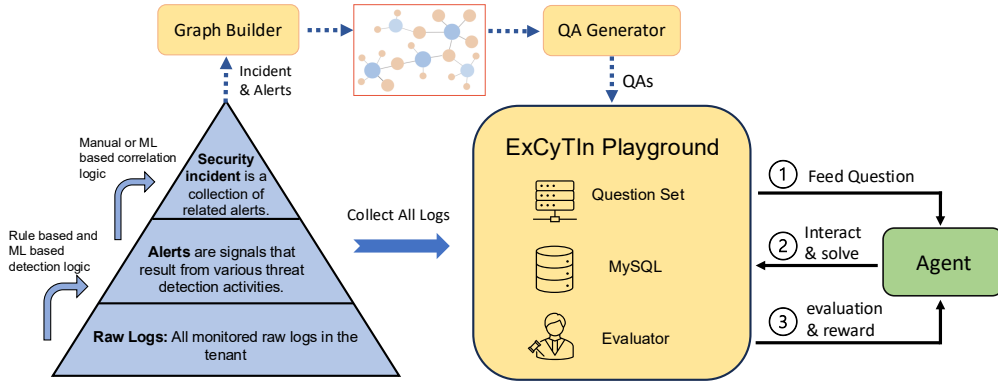 Graph Builder
QA Generator
Incident
& Alerts
QAs
Manual or ML
based correlation
logic
Security
incident is a
collection of
related alerts.
Rule based and
ML based
detection logic
Alerts are signals that
result from various threat
detection activities.
Raw Logs: All monitored raw logs in the
tenant
Collect All Logs
ExCyTIn Playground
Question Set
MySQL
Evaluator
1 Feed Question
2 Interact
& solve
3 evaluation
& reward
Agent